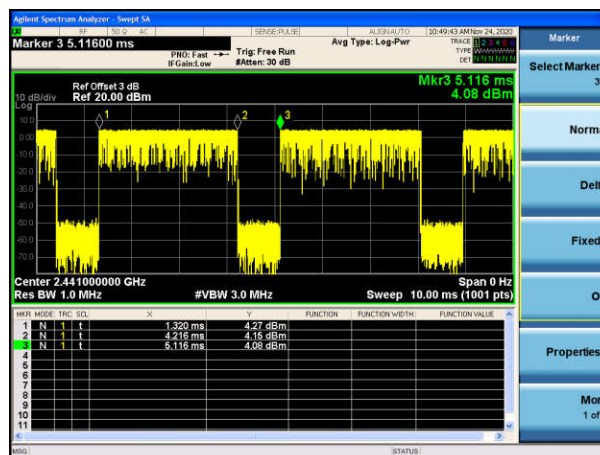 Agilent Spectrum Analyzer - Swept SA
RF 50 Ω AC SENSE:PULSE ALIGN AUTO 10:49:43 AM Nov 24, 2020
Marker 3 5.11600 ms
PNO: Fast
IFGain:Low
Trig: Free Run
#Atten: 30 dB
Avg Type: Log-Pwr
TRACE 1 2 3 4 5 6
TYPE
DET N N N N N N
Ref Offset 3 dB
10 dB/div Ref 20.00 dBm
Log
Mkr3 5.116 ms
4.08 dBm
1 2 3
10.0
0.00
-10.0
-20.0
-30.0
-40.0
-50.0
-60.0
-70.0
Center 2.441000000 GHz Span 0 Hz
Res BW 1.0 MHz #VBW 3.0 MHz Sweep 10.00 ms (1001 pts)
MKR MODE TRC SCL X Y FUNCTION FUNCTION WIDTH FUNCTION VALUE
1 N 1 t 1.320 ms 4.27 dBm
2 N 1 t 4.216 ms 4.15 dBm
3 N 1 t 5.116 ms 4.08 dBm
4
5
6
7
8
9
10
11
MSG STATUS
Marker
Select Marker
3
Norma
Delt
Fixed
O
Properties
Mor
1 of